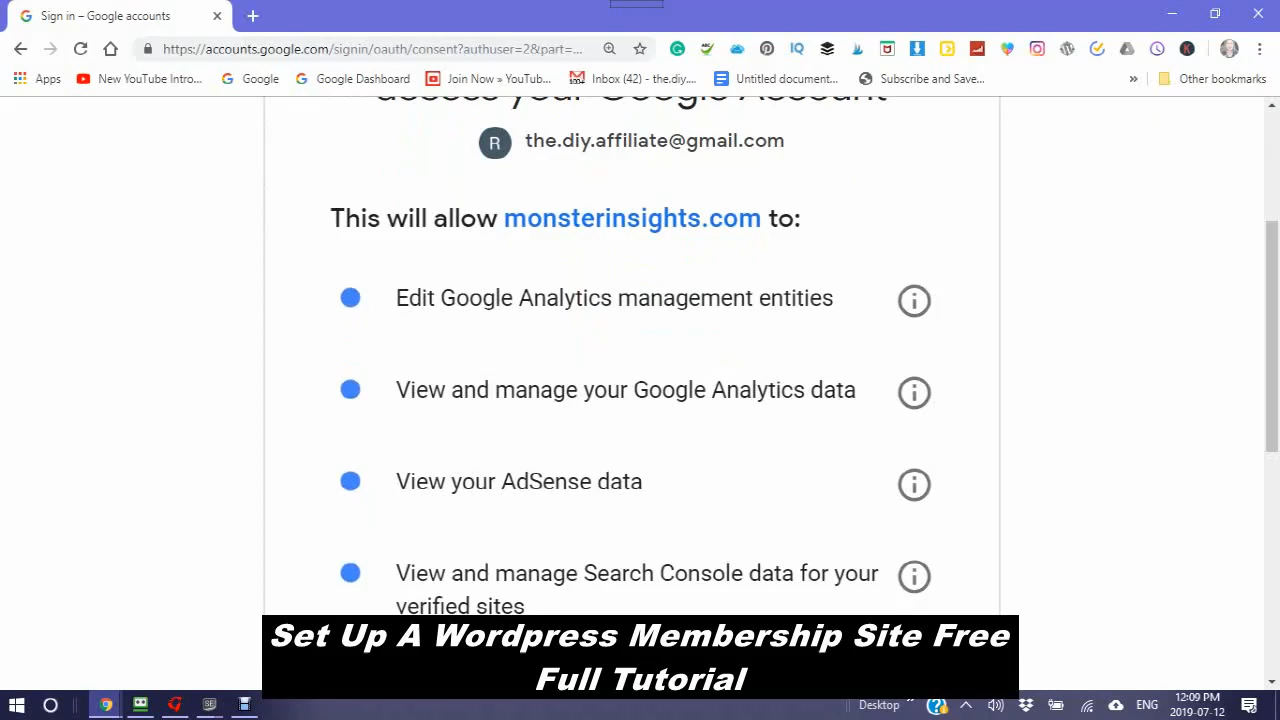 Sign in – Google accounts
https://accounts.google.com/signin/oauth/consent?authuser=2&part=...
Apps
New YouTube Intro...
Google
Google Dashboard
Join Now » YouTub...
Inbox (42) - the.diy....
Untitled document...
Subscribe and Save...
»
Other bookmarks
access your Google Account
R
the.diy.affiliate@gmail.com
This will allow monsterinsights.com to:
Edit Google Analytics management entities
View and manage your Google Analytics data
View your AdSense data
View and manage Search Console data for your
verified sites
Set Up A Wordpress Membership Site Free
Full Tutorial
Desktop
»
ENG
12:09 PM
2019-07-12